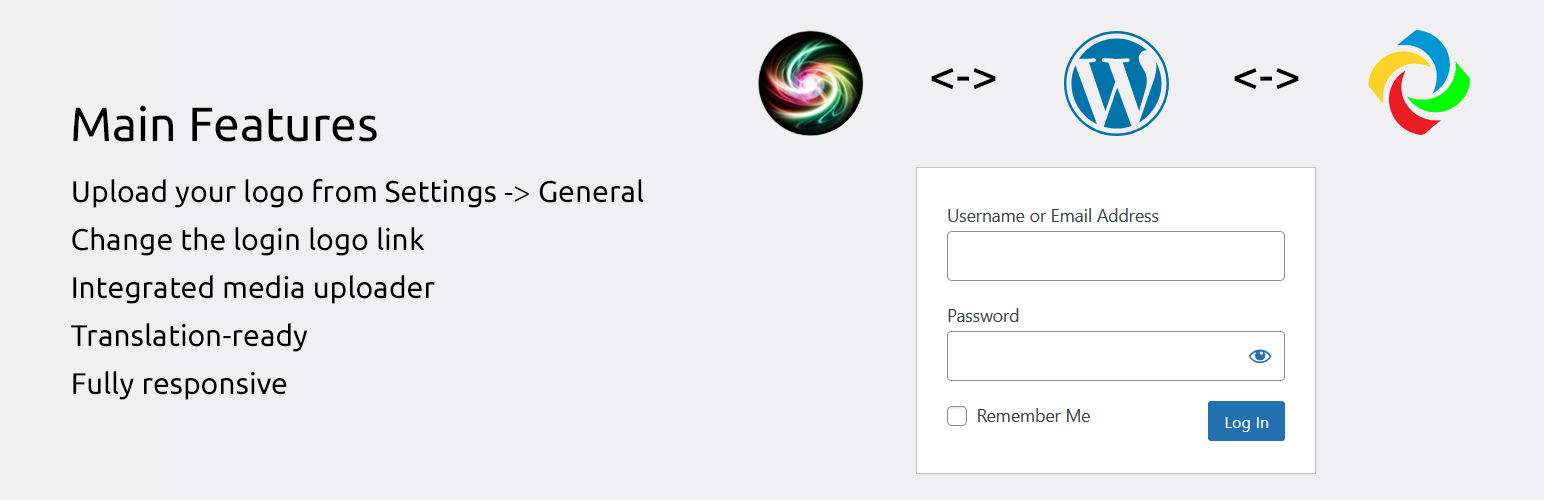 <-> <->
Main Features
Upload your logo from Settings -> General
Change the login logo link
Integrated media uploader
Translation-ready
Fully responsive
Username or Email Address
Password
Remember Me
Log In